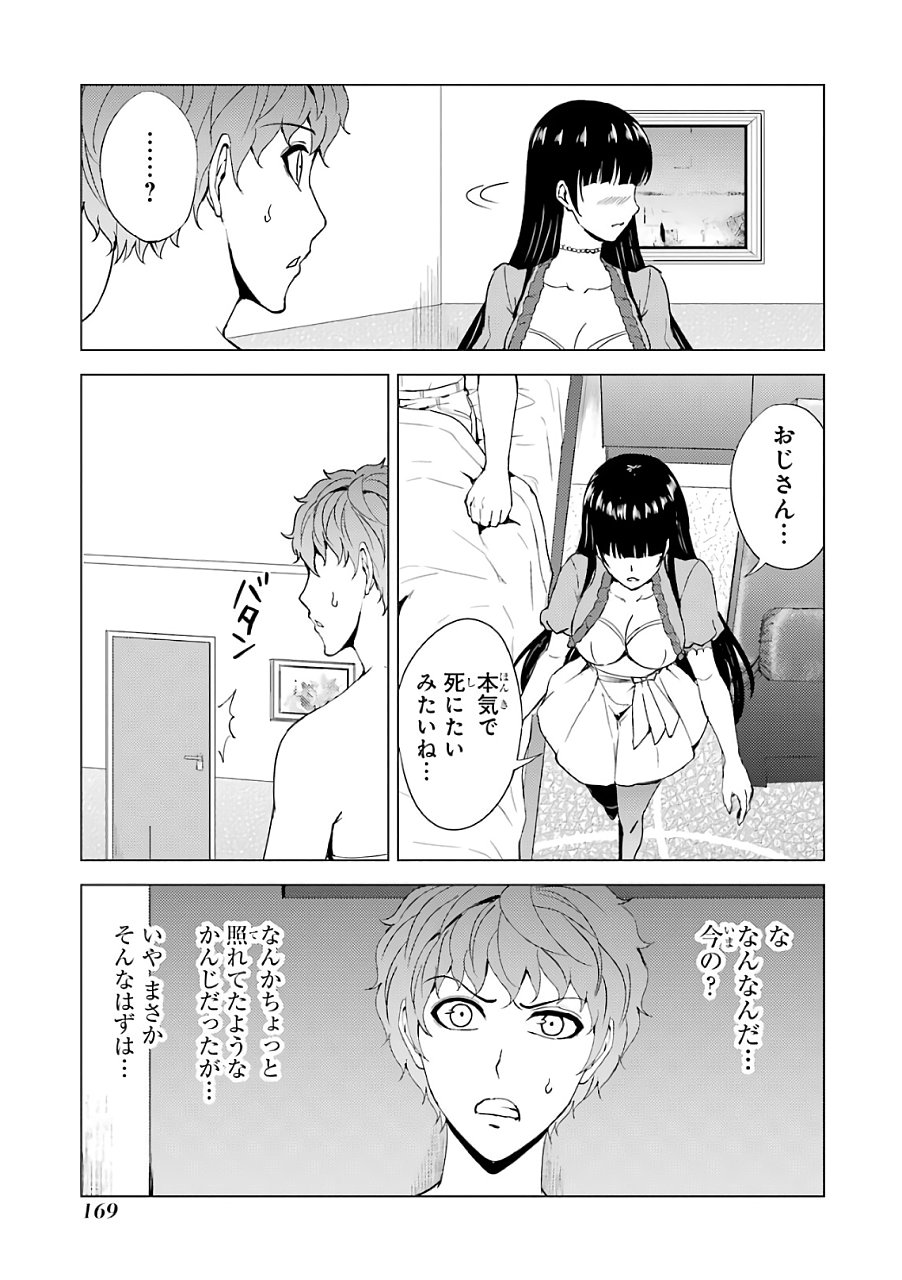 ……?
おじさん…
本気で
死にたい
みたいね…
バタン
な
なんなんだ…
今の?
なんかちょっと
照れてたような
かんじだったが…
いや まさか
そんなはずは…
169